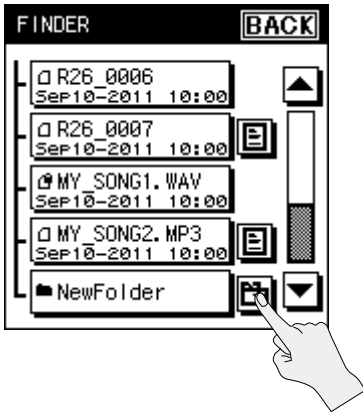 FINDER BACK
R26_0006
Sep10-2011 10:00
R26_0007
Sep10-2011 10:00
MY_SONG1.WAV
Sep10-2011 10:00
MY_SONG2.MP3
Sep10-2011 10:00
NewFolder